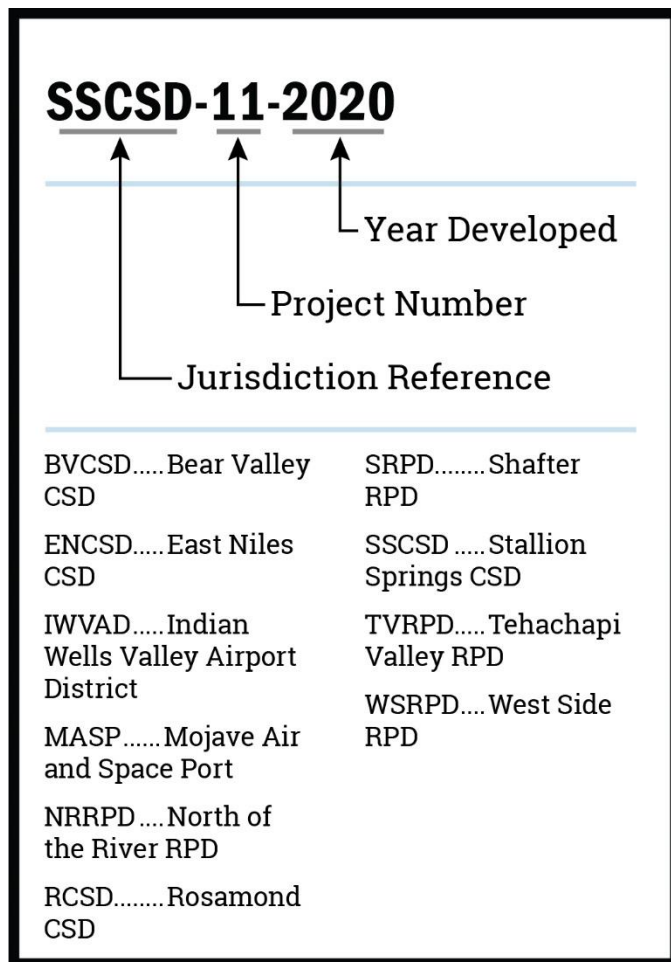 SSCSD-11-2020
Year Developed
Project Number
Jurisdiction Reference
BVCSD.....Bear Valley
CSD
ENCSD.....East Niles
CSD
IWVAD.....Indian
Wells Valley Airport
District
MASP......Mojave Air
and Space Port
NRRPD....North of
the River RPD
RCSD........Rosamond
CSD
SRPD........Shafter
RPD
SSCSD.....Stallion
Springs CSD
TVRPD.....Tehachapi
Valley RPD
WSRPD....West Side
RPD